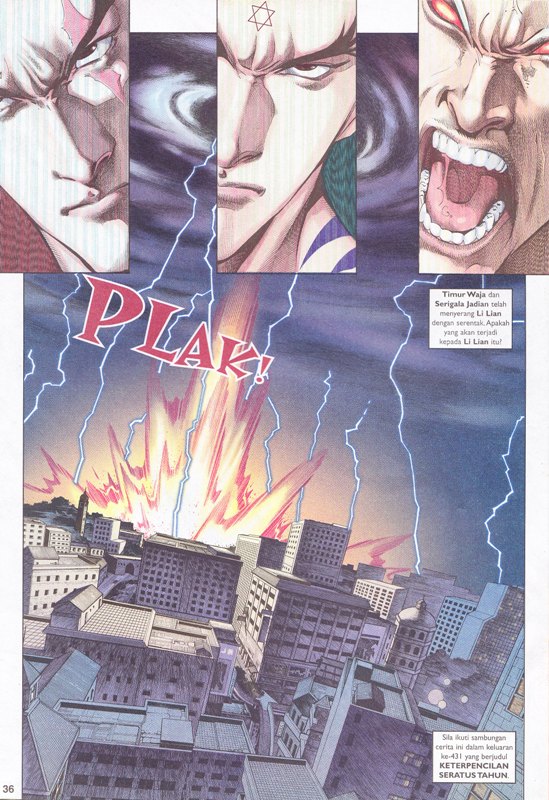 PLAK!
Timur Waja dan
Serigala Jadian telah
menyerang Li Lian
dengan serentak. Apakah
yang akan terjadi
kepada Li Lian itu?
Sila ikuti sambungan
cerita ini dalam keluaran
ke-431 yang berjudul
KETERPENCILAN
SERATUS TAHUN.
36